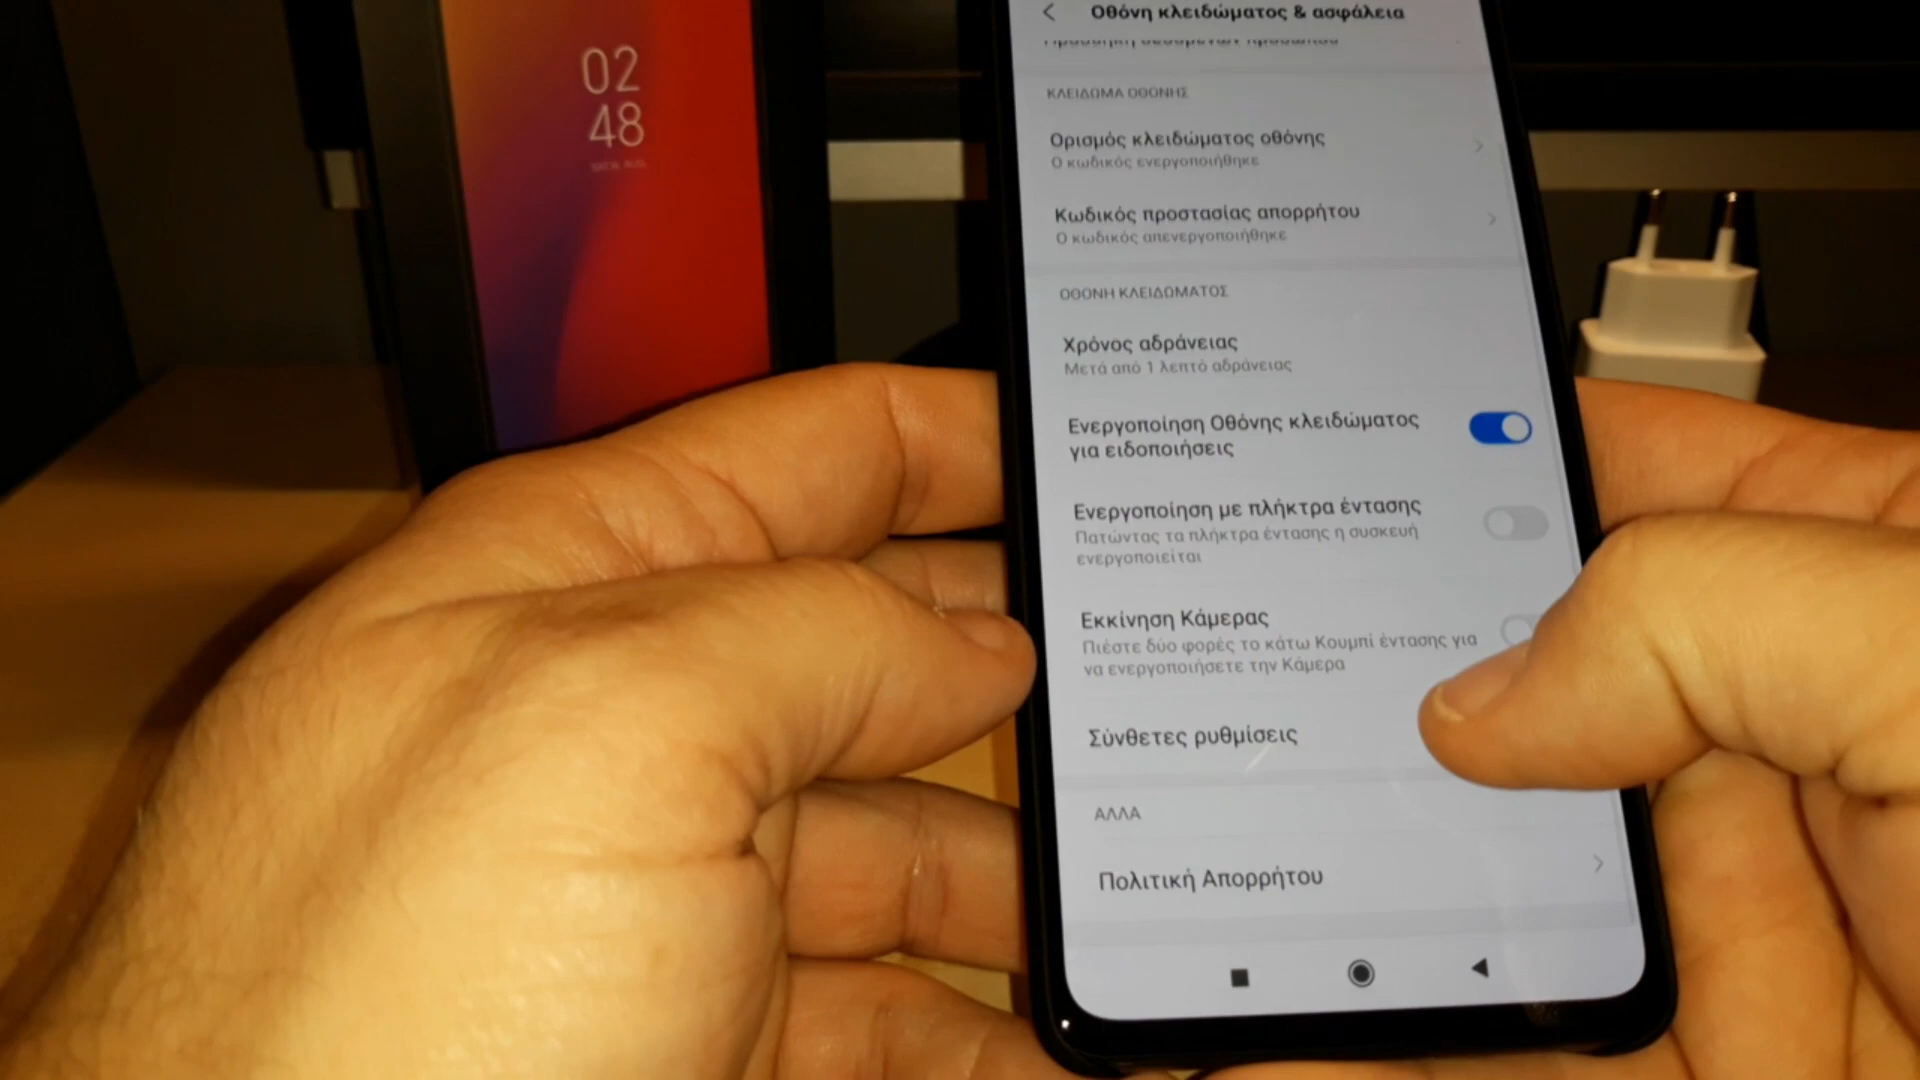 02
48
Οθόνη κλειδώματος & ασφάλεια
ΚΛΕΙΔΩΜΑ ΟΘΟΝΗΣ
Ορισμός κλειδώματος οθόνης
Ο κωδικός ενεργοποιήθηκε
Κωδικός προστασίας απορρήτου
Ο κωδικός απενεργοποιήθηκε
ΟΘΟΝΗ ΚΛΕΙΔΩΜΑΤΟΣ
Χρόνος αδράνειας
Μετά από 1 λεπτό αδράνειας
Ενεργοποίηση Οθόνης κλειδώματος
για ειδοποιήσεις
Ενεργοποίηση με πλήκτρα έντασης
Πατώντας τα πλήκτρα έντασης η συσκευή
ενεργοποιείται
Εκκίνηση Κάμερας
Πιέστε δύο φορές το κάτω Κουμπί έντασης για
να ενεργοποιήσετε την Κάμερα
Σύνθετες ρυθμίσεις
ΑΛΛΑ
Πολιτική Απορρήτου